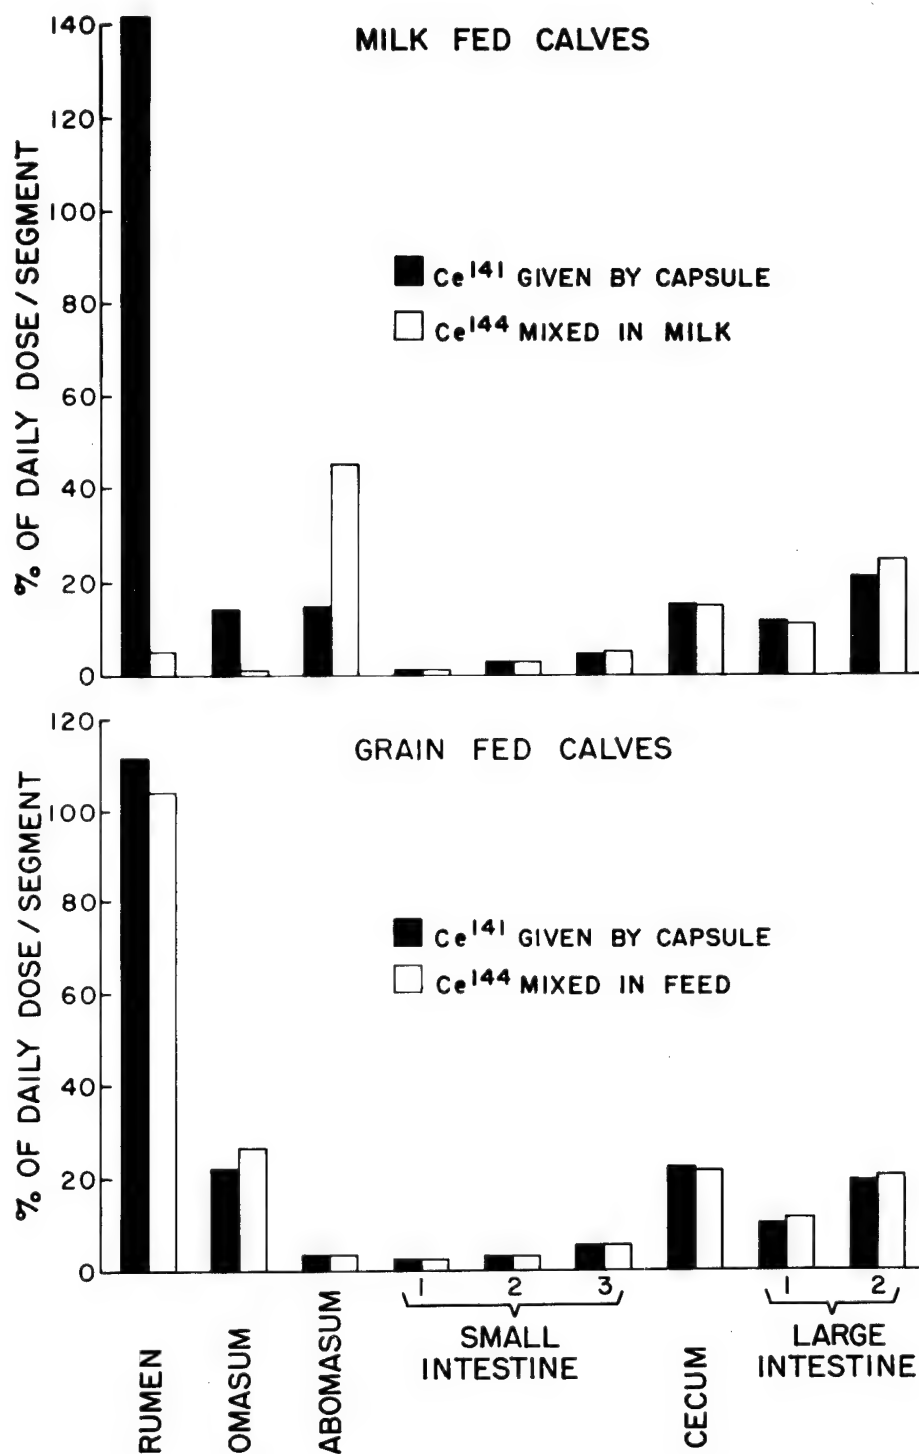 MILK FED CALVES
% OF DAILY DOSE/SEGMENT
140
120
100
80
60
40
20
0
Ce¹⁴¹ GIVEN BY CAPSULE
Ce¹⁴⁴ MIXED IN MILK
GRAIN FED CALVES
% OF DAILY DOSE/SEGMENT
120
100
80
60
40
20
0
Ce¹⁴¹ GIVEN BY CAPSULE
Ce¹⁴⁴ MIXED IN FEED
RUMEN
OMASUM
ABOMASUM
1 2 3
SMALL
INTESTINE
CECUM
1 2
LARGE
INTESTINE